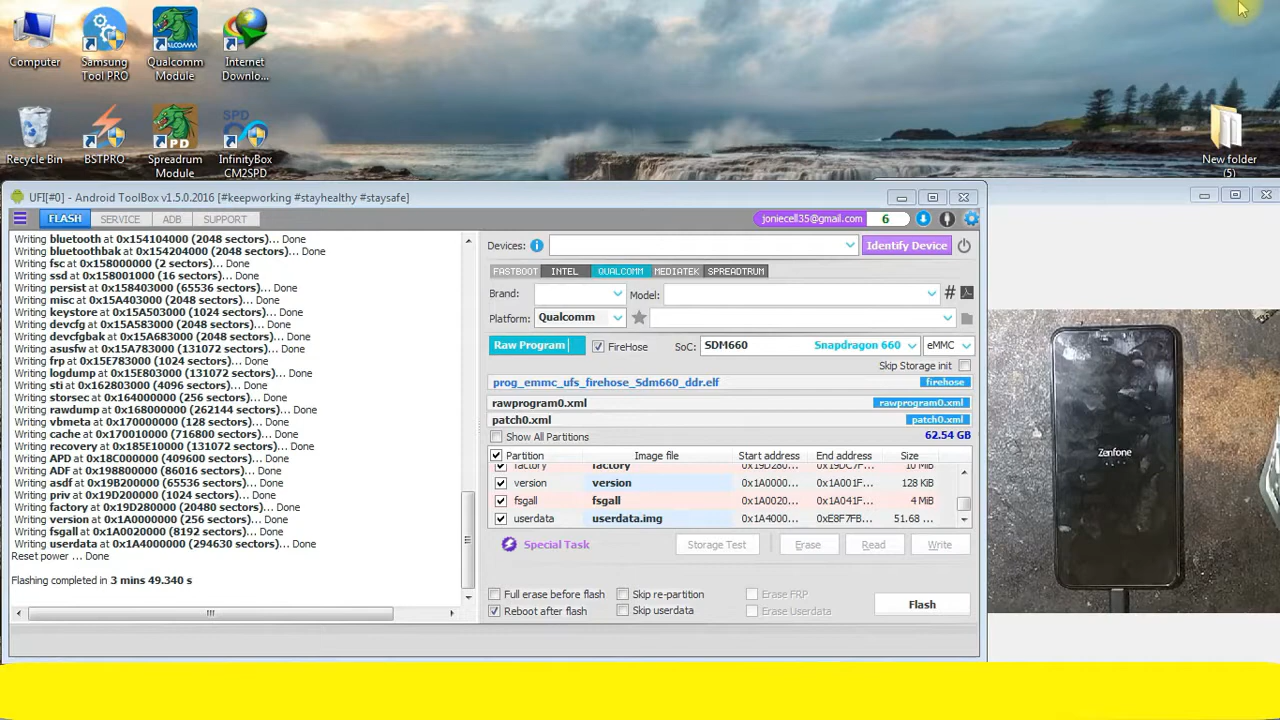 Computer
Samsung
Tool PRO
Qualcomm
Module
Internet
Downlo...
Recycle Bin
BSTPRO
Spreadrum
Module
InfinityBox
CM2SPD
New folder
(5)
UFI[#0] - Android ToolBox v1.5.0.2016 [#keepworking #stayhealthy #staysafe]
FLASH SERVICE ADB SUPPORT
joniecell35@gmail.com 6
Writing bluetooth at 0x154104000 (2048 sectors)... Done
Writing bluetoothbak at 0x154204000 (2048 sectors)... Done
Writing fsc at 0x158000000 (2 sectors)... Done
Writing ssd at 0x158001000 (16 sectors)... Done
Writing persist at 0x158403000 (65536 sectors)... Done
Writing misc at 0x15A403000 (2048 sectors)... Done
Writing keystore at 0x15A503000 (1024 sectors)... Done
Writing devcfg at 0x15A583000 (2048 sectors)... Done
Writing devcfgbak at 0x15A683000 (2048 sectors)... Done
Writing asusfw at 0x15A783000 (131072 sectors)... Done
Writing frp at 0x15E783000 (1024 sectors)... Done
Writing logdump at 0x15E803000 (131072 sectors)... Done
Writing sti at 0x162803000 (4096 sectors)... Done
Writing storsec at 0x164000000 (256 sectors)... Done
Writing rawdump at 0x168000000 (262144 sectors)... Done
Writing vbmeta at 0x170000000 (128 sectors)... Done
Writing cache at 0x170010000 (716800 sectors)... Done
Writing recovery at 0x185E10000 (131072 sectors)... Done
Writing APD at 0x18C000000 (409600 sectors)... Done
Writing ADF at 0x198800000 (86016 sectors)... Done
Writing asdf at 0x19B200000 (65536 sectors)... Done
Writing priv at 0x19D200000 (1024 sectors)... Done
Writing factory at 0x19D280000 (20480 sectors)... Done
Writing version at 0x1A0000000 (256 sectors)... Done
Writing fsgall at 0x1A0020000 (8192 sectors)... Done
Writing userdata at 0x1A4000000 (294630 sectors)... Done
Reset power ... Done
Flashing completed in 3 mins 49.340 s
Devices: Identify Device
FASTBOOT INTEL QUALCOMM MEDIATEK SPREADTRUM
Brand: Model: #
Platform: Qualcomm
Raw Program FireHose SoC: SDM660 Snapdragon 660 eMMC
Skip Storage init
prog_emmc_ufs_firehose_Sdm660_ddr.elf firehose
rawprogram0.xml rawprogram0.xml
patch0.xml patch0.xml
Show All Partitions 62.54 GB
Partition Image file Start address End address Size
factory factory 0x19D280... 0x19DC7F... 10 MiB
version version 0x1A0000... 0x1A001F... 128 KiB
fsgall fsgall 0x1A0020... 0x1A041F... 4 MiB
userdata userdata.img 0x1A4000... 0xE8F7FB... 51.68 ...
Special Task Storage Test Erase Read Write
Full erase before flash Skip re-partition Erase FRP
Reboot after flash Skip userdata Erase Userdata
Flash
Zenfone